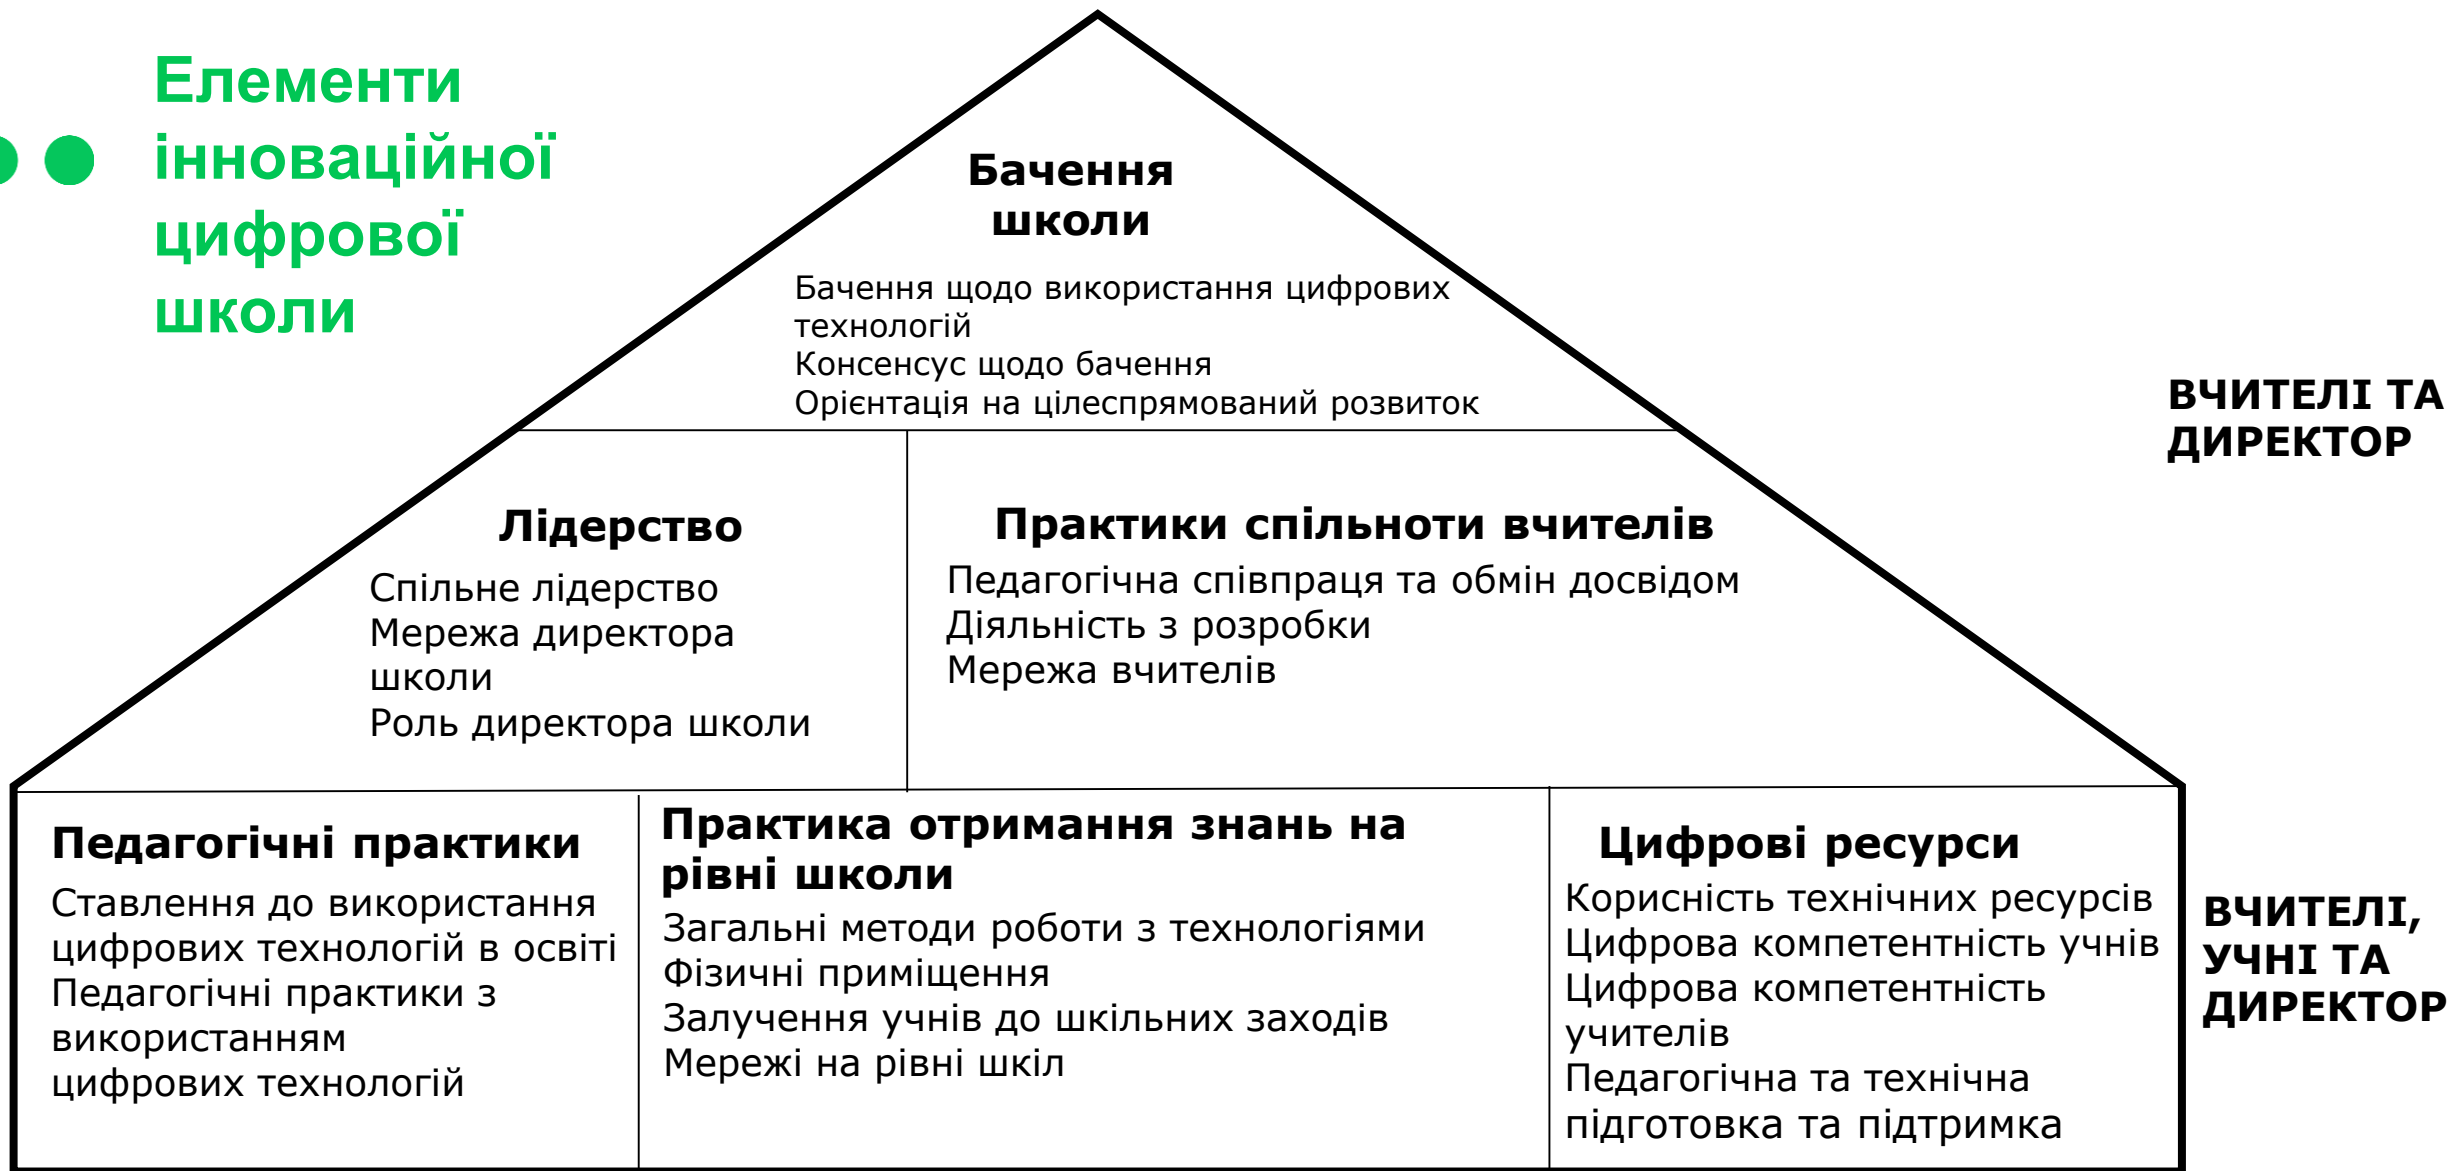 Елементи
інноваційної
цифрової
школи
Бачення
школи
Бачення щодо використання цифрових
технологій
Консенсус щодо бачення
Орієнтація на цілеспрямований розвиток
ВЧИТЕЛІ ТА
ДИРЕКТОР
Лідерство
Спільне лідерство
Мережа директора
школи
Роль директора школи
Практики спільноти вчителів
Педагогічна співпраця та обмін досвідом
Діяльність з розробки
Мережа вчителів
Педагогічні практики
Ставлення до використання
цифрових технологій в освіті
Педагогічні практики з
використанням
цифрових технологій
Практика отримання знань на
рівні школи
Загальні методи роботи з технологіями
Фізичні приміщення
Залучення учнів до шкільних заходів
Мережі на рівні шкіл
Цифрові ресурси
Корисність технічних ресурсів
Цифрова компетентність учнів
Цифрова компетентність
учителів
Педагогічна та технічна
підготовка та підтримка
ВЧИТЕЛІ,
УЧНІ ТА
ДИРЕКТОР